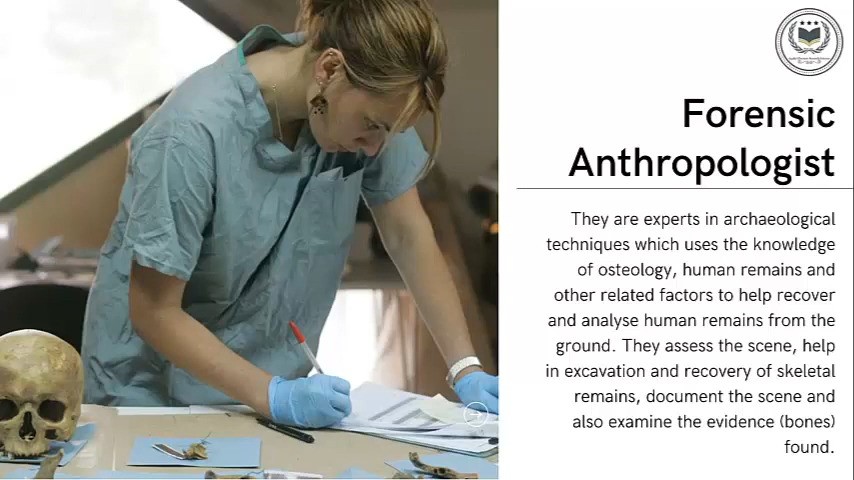 Forensic
Anthropologist
They are experts in archaeological
techniques which uses the knowledge
of osteology, human remains and
other related factors to help recover
and analyse human remains from the
ground. They assess the scene, help
in excavation and recovery of skeletal
remains, document the scene and
also examine the evidence (bones)
found.